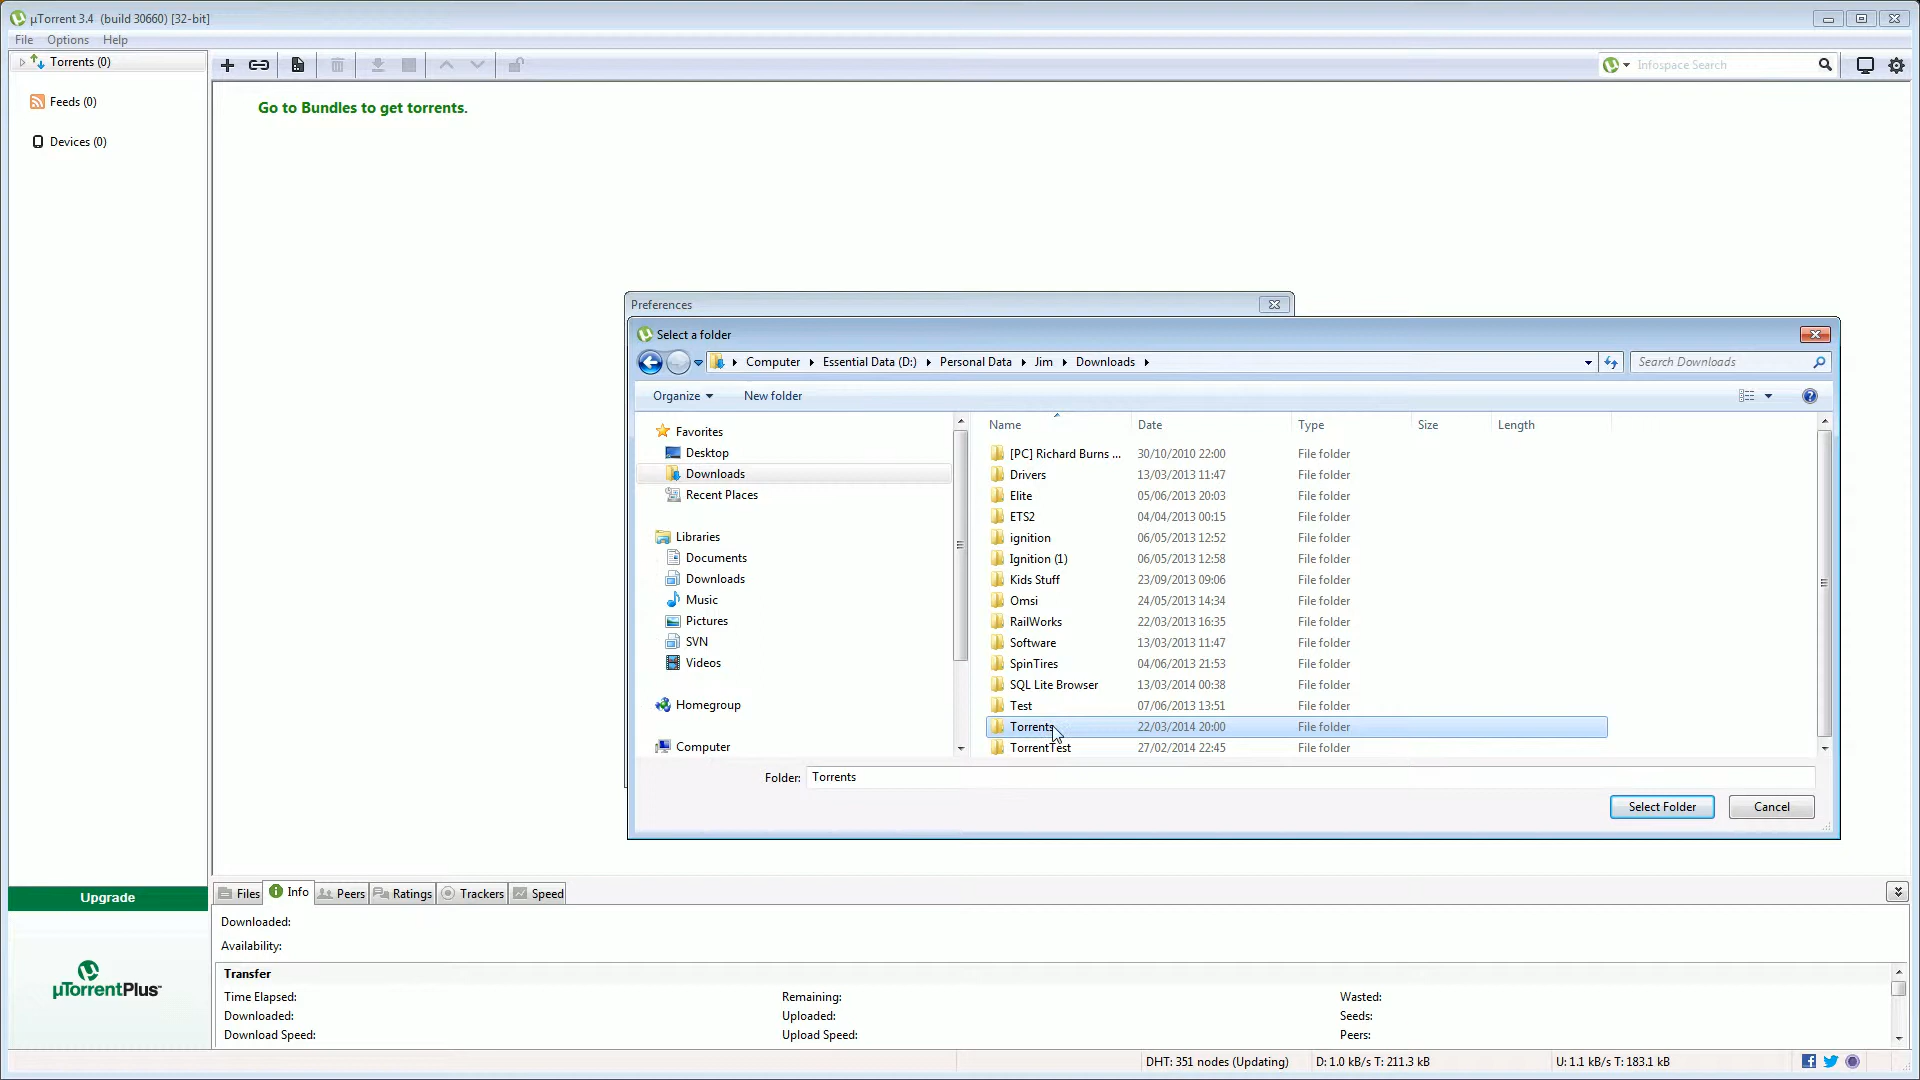 µTorrent 3.4 (build 30660) [32-bit]
File Options Help
Torrents (0)
Infospace Search
Feeds (0)
Devices (0)
Go to Bundles to get torrents.
Preferences
Select a folder
Computer Essential Data (D:) Personal Data Jim Downloads
Search Downloads
Organize New folder
Favorites
Desktop
Downloads
Recent Places
Libraries
Documents
Downloads
Music
Pictures
SVN
Videos
Homegroup
Computer
Name Date Type Size Length
[PC] Richard Burns ... 30/10/2010 22:00 File folder
Drivers 13/03/2013 11:47 File folder
Elite 05/06/2013 20:03 File folder
ETS2 04/04/2013 00:15 File folder
ignition 06/05/2013 12:52 File folder
Ignition (1) 06/05/2013 12:58 File folder
Kids Stuff 23/09/2013 09:06 File folder
Omsi 24/05/2013 14:34 File folder
RailWorks 22/03/2013 16:35 File folder
Software 13/03/2013 11:47 File folder
SpinTires 04/06/2013 21:53 File folder
SQL Lite Browser 13/03/2014 00:38 File folder
Test 07/06/2013 13:51 File folder
Torrents 22/03/2014 20:00 File folder
TorrentTest 27/02/2014 22:45 File folder
Folder: Torrents
Select Folder Cancel
Upgrade
µTorrentPlus™
Files Info Peers Ratings Trackers Speed
Downloaded:
Availability:
Transfer
Time Elapsed: Remaining: Wasted:
Downloaded: Uploaded: Seeds:
Download Speed: Upload Speed: Peers:
DHT: 351 nodes (Updating) D: 1.0 kB/s T: 211.3 kB U: 1.1 kB/s T: 183.1 kB